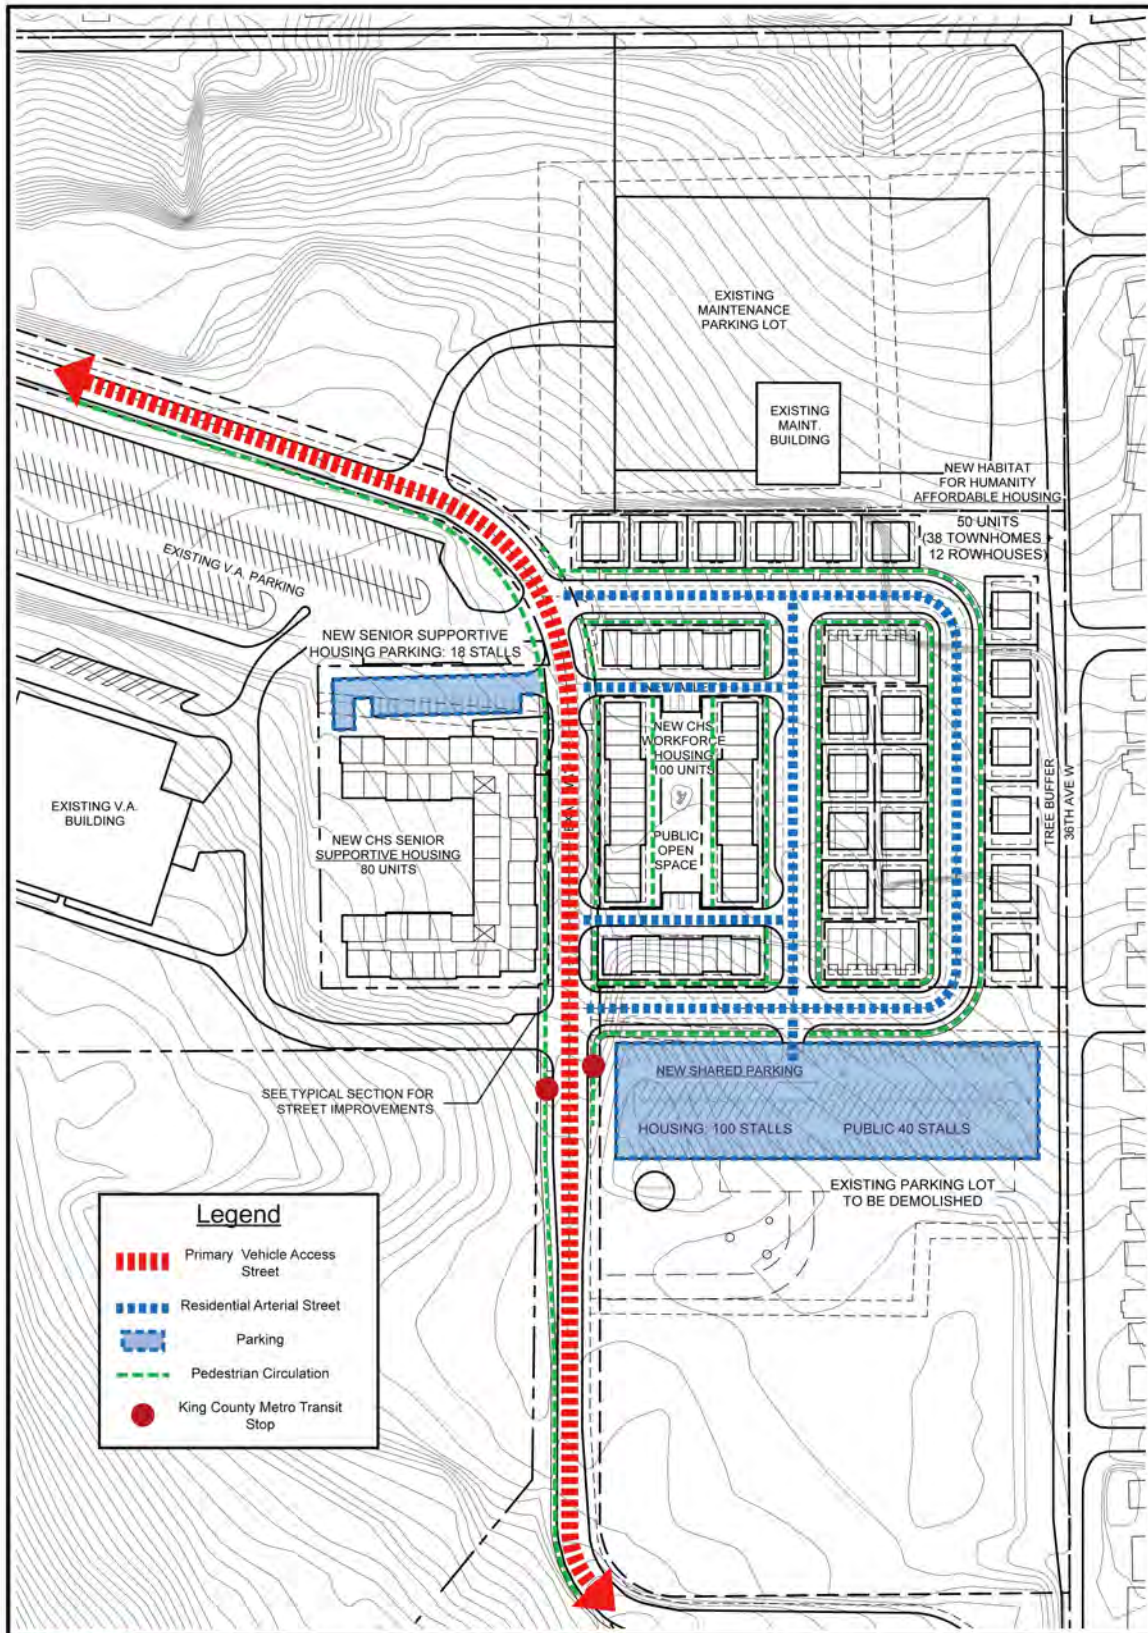 EXISTING
MAINTENANCE
PARKING LOT
EXISTING
MAINT.
BUILDING
NEW HABITAT
FOR HUMANITY
AFFORDABLE HOUSING
50 UNITS
(38 TOWNHOMES +
12 ROWHOUSES)
EXISTING V.A. PARKING
NEW SENIOR SUPPORTIVE
HOUSING PARKING: 18 STALLS
NEW CHS
WORKFORCE
HOUSING
100 UNITS
PUBLIC
OPEN
SPACE
EXISTING V.A.
BUILDING
NEW CHS SENIOR
SUPPORTIVE HOUSING
80 UNITS
TREE BUFFER
36TH AVE W
SEE TYPICAL SECTION FOR
STREET IMPROVEMENTS
NEW SHARED PARKING
HOUSING: 100 STALLS PUBLIC 40 STALLS
EXISTING PARKING LOT
TO BE DEMOLISHED
Legend
Primary Vehicle Access
Street
Residential Arterial Street
Parking
Pedestrian Circulation
King County Metro Transit
Stop